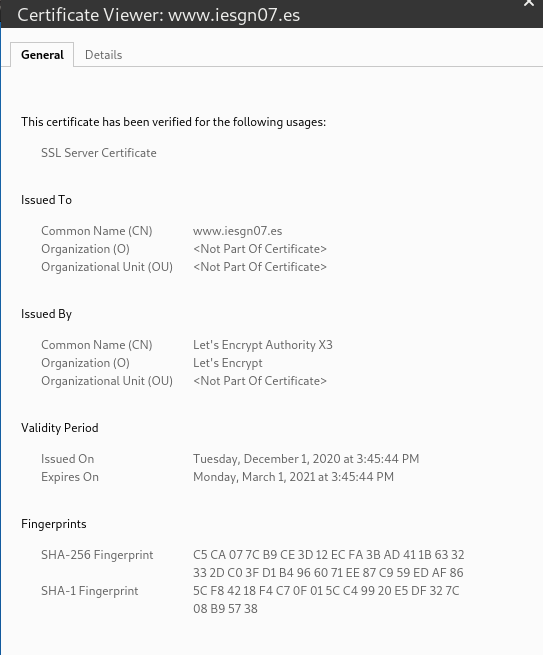 Certificate Viewer: www.iesgn07.es
General Details
This certificate has been verified for the following usages:
SSL Server Certificate
Issued To
Common Name (CN) www.iesgn07.es
Organization (O) <Not Part Of Certificate>
Organizational Unit (OU) <Not Part Of Certificate>
Issued By
Common Name (CN) Let's Encrypt Authority X3
Organization (O) Let's Encrypt
Organizational Unit (OU) <Not Part Of Certificate>
Validity Period
Issued On Tuesday, December 1, 2020 at 3:45:44 PM
Expires On Monday, March 1, 2021 at 3:45:44 PM
Fingerprints
SHA-256 Fingerprint C5 CA 07 7C B9 CE 3D 12 EC FA 3B AD 41 1B 63 32
33 2D C0 3F D1 B4 96 60 71 EE 87 C9 59 ED AF 86
SHA-1 Fingerprint 5C F8 42 18 F4 C7 0F 01 5C C4 99 20 E5 DF 32 7C
08 B9 57 38